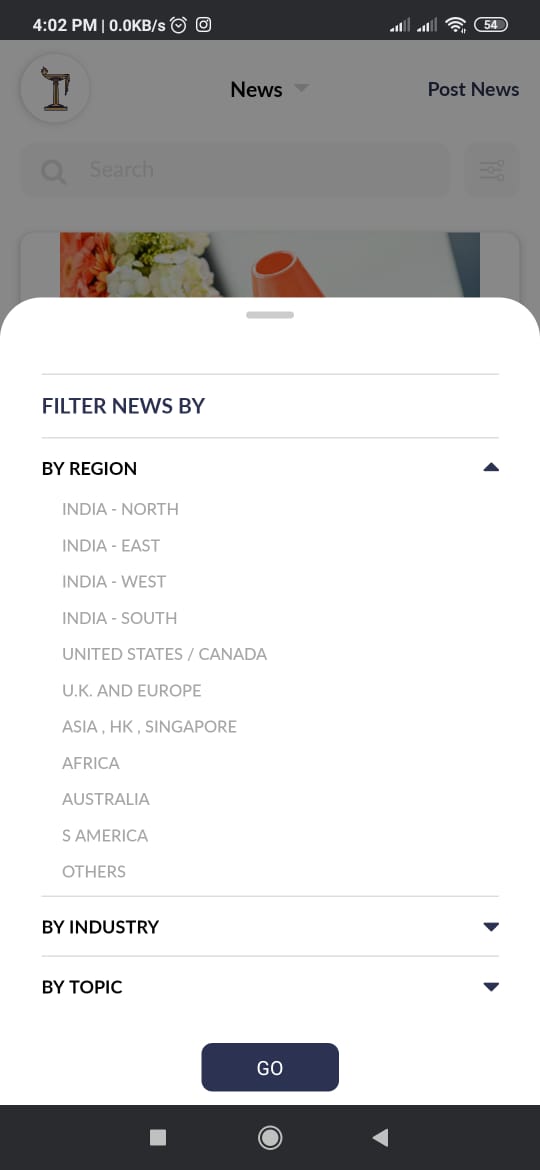 4:02 PM | 0.0KB/s
54
News
Post News
Search
FILTER NEWS BY
BY REGION
INDIA - NORTH
INDIA - EAST
INDIA - WEST
INDIA - SOUTH
UNITED STATES / CANADA
U.K. AND EUROPE
ASIA , HK , SINGAPORE
AFRICA
AUSTRALIA
S AMERICA
OTHERS
BY INDUSTRY
BY TOPIC
GO